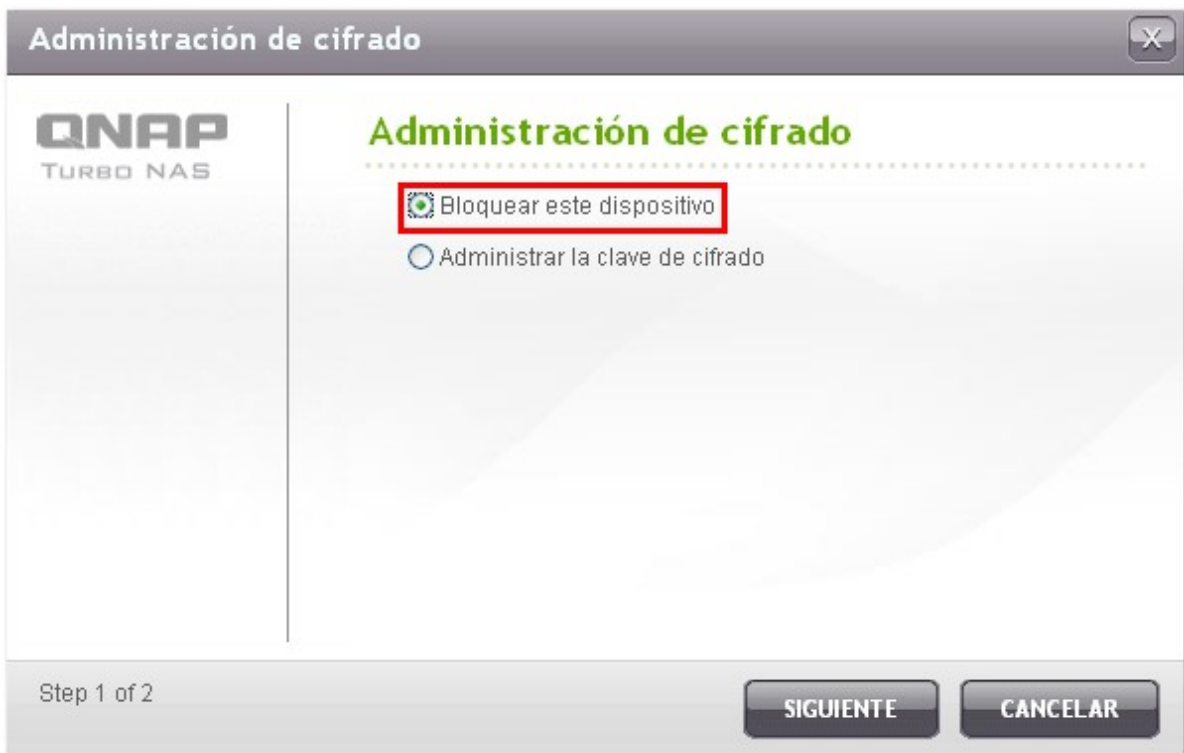 Administración de cifrado
X
QNAP
TURBO NAS
Administración de cifrado
Bloquear este dispositivo
Administrar la clave de cifrado
Step 1 of 2
SIGUIENTE
CANCELAR